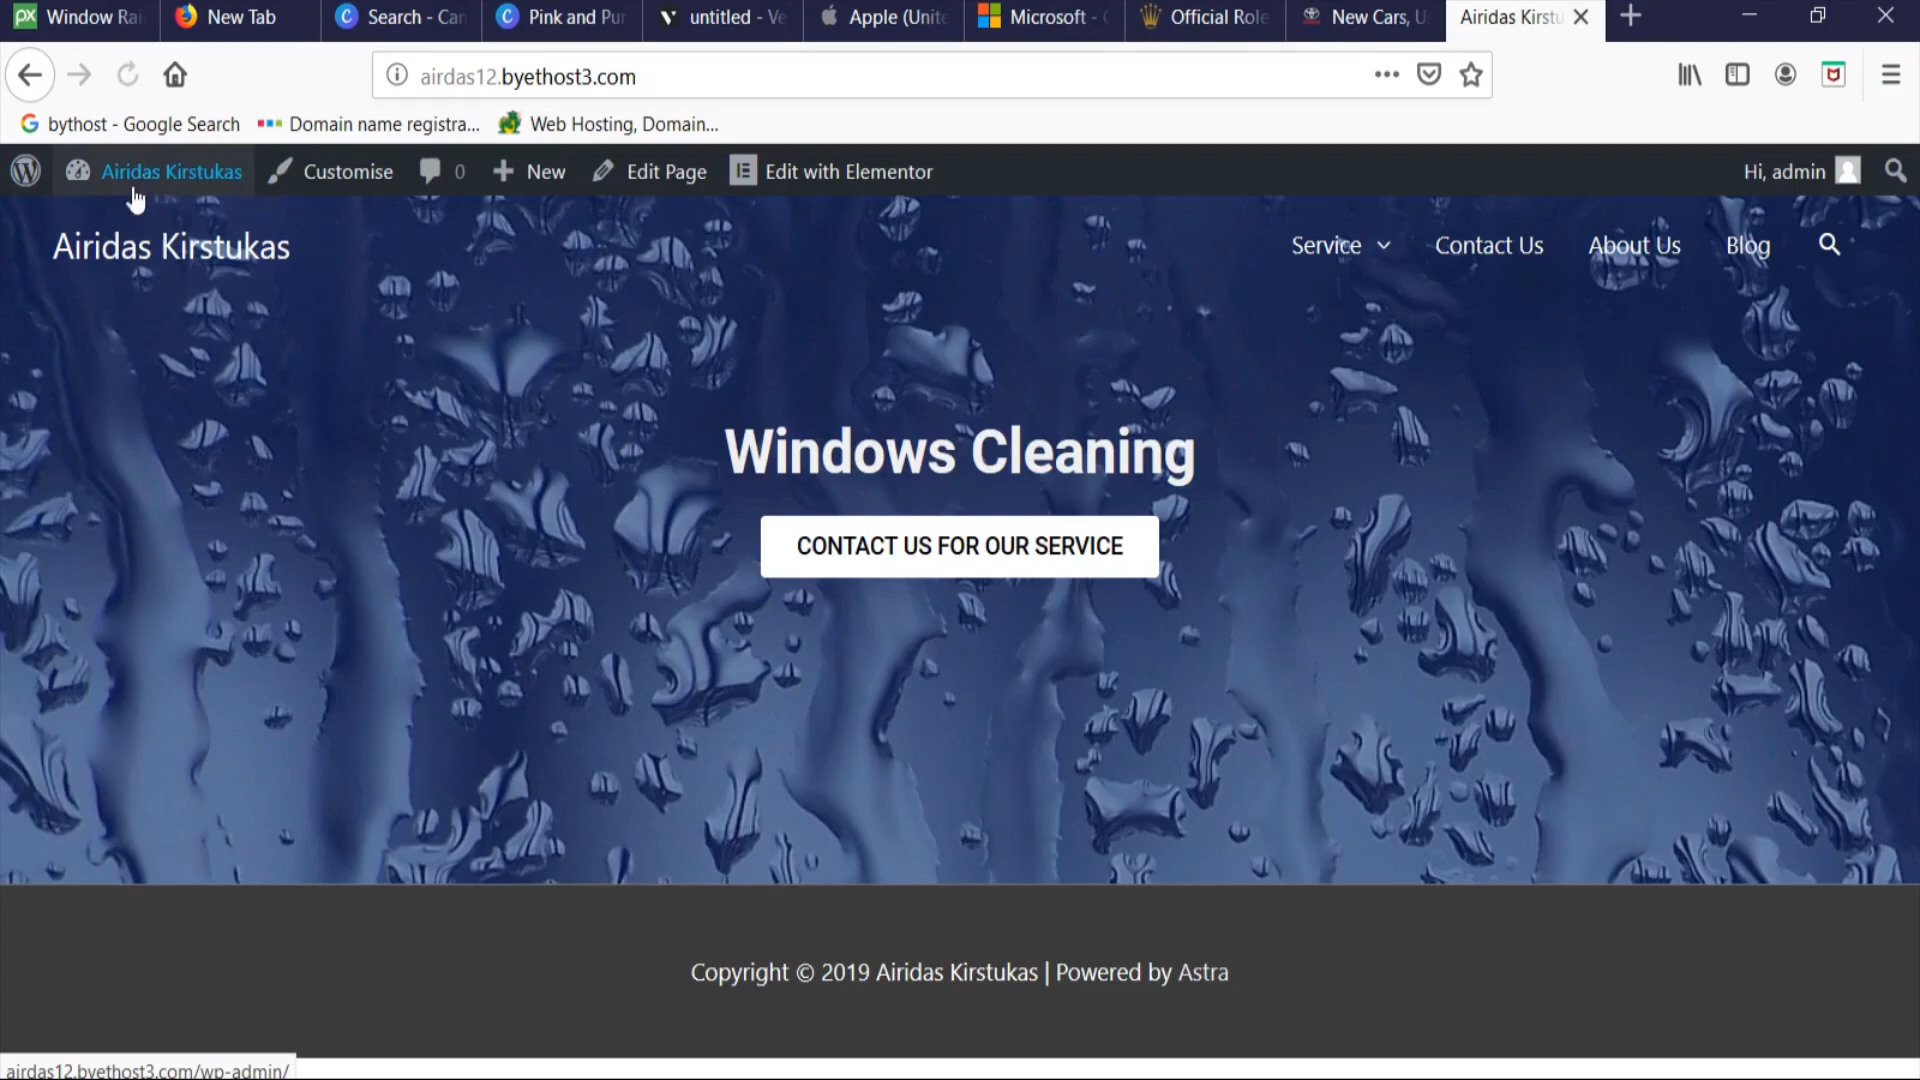 Window Rai
New Tab
Search - Can
Pink and Pur
untitled - Ve
Apple (Unite
Microsoft -
Official Role
New Cars, U
Airidas Kirstu
airdas12.byethost3.com
bythost - Google Search
Domain name registra...
Web Hosting, Domain...
Airidas Kirstukas
Customise
0
New
Edit Page
Edit with Elementor
Hi, admin
Airidas Kirstukas
Service
Contact Us
About Us
Blog
Windows Cleaning
CONTACT US FOR OUR SERVICE
Copyright © 2019 Airidas Kirstukas | Powered by Astra
airdas12.byethost3.com/wp-admin/